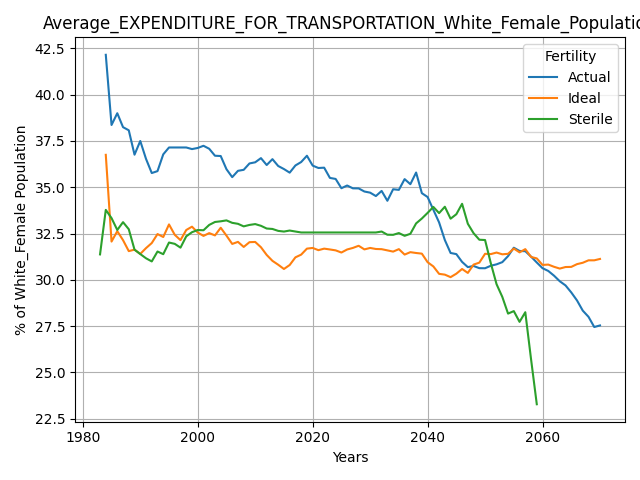 Average_EXPENDITURE_FOR_TRANSPORTATION_White_Female_Populatio
42.5
40.0
37.5
35.0
32.5
30.0
27.5
25.0
22.5
% of White_Female Population
Fertility
Actual
Ideal
Sterile
1980
2000
2020
2040
2060
Years